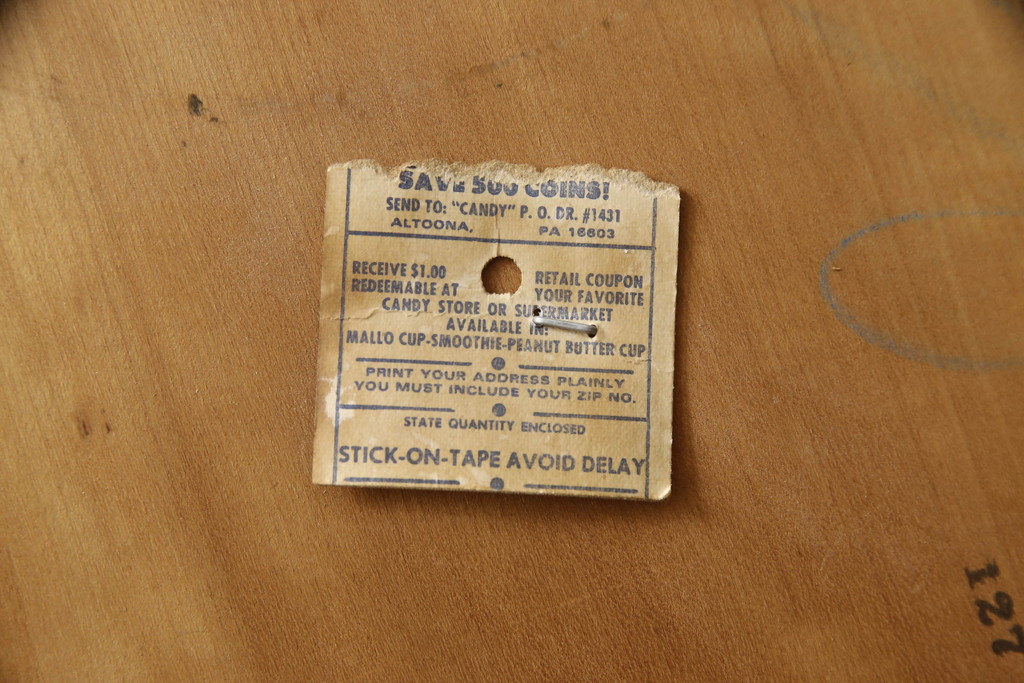 SAVE 500 COINS!
SEND TO: "CANDY" P. O. DR. #1431
ALTOONA, PA 16603
RECEIVE $1.00 RETAIL COUPON
REDEEMABLE AT YOUR FAVORITE
CANDY STORE OR SUPERMARKET
AVAILABLE IN:
MALLO CUP-SMOOTHIE-PEANUT BUTTER CUP
PRINT YOUR ADDRESS PLAINLY
YOU MUST INCLUDE YOUR ZIP NO.
STATE QUANTITY ENCLOSED
STICK-ON-TAPE AVOID DELAY
127